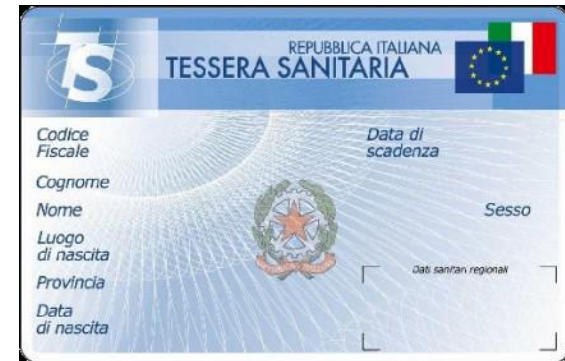 TS
REPUBBLICA ITALIANA
TESSERA SANITARIA
Codice
Fiscale
Data di
scadenza
Cognome
Nome
Sesso
Luogo
di nascita
Dati sanitari regionali
Provincia
Data
di nascita